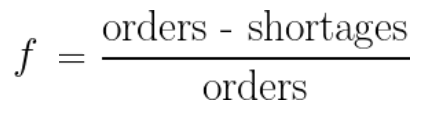 f = orders - shortages
orders